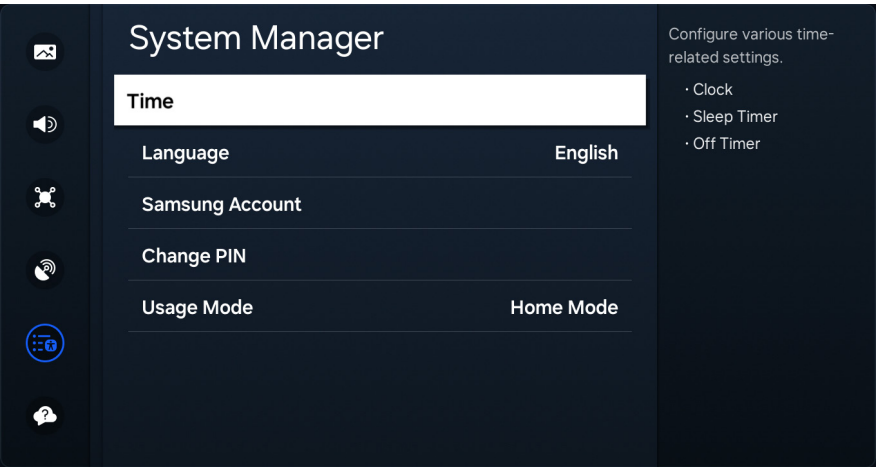 System Manager
Time
Language English
Samsung Account
Change PIN
Usage Mode Home Mode
Configure various time-
related settings.
· Clock
· Sleep Timer
· Off Timer
?